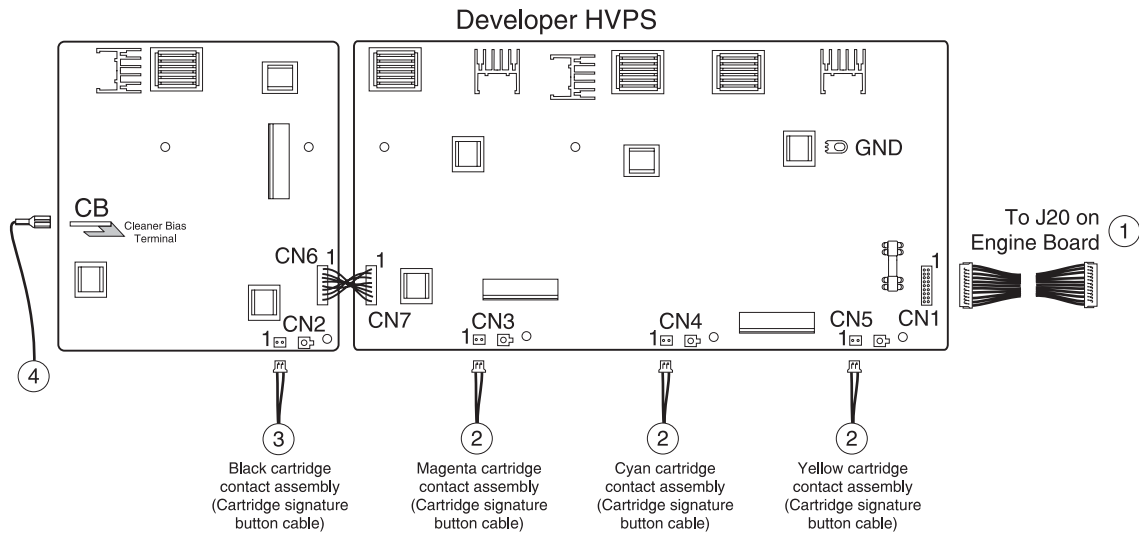 Developer HVPS
GND
CB
Cleaner Bias
Terminal
To J20 on
Engine Board
1
CN6
1
1
1
CN2
CN7
CN3
CN4
CN5
CN1
1
1
1
1
4
3
2
2
2
Black cartridge
contact assembly
(Cartridge signature
button cable)
Magenta cartridge
contact assembly
(Cartridge signature
button cable)
Cyan cartridge
contact assembly
(Cartridge signature
button cable)
Yellow cartridge
contact assembly
(Cartridge signature
button cable)